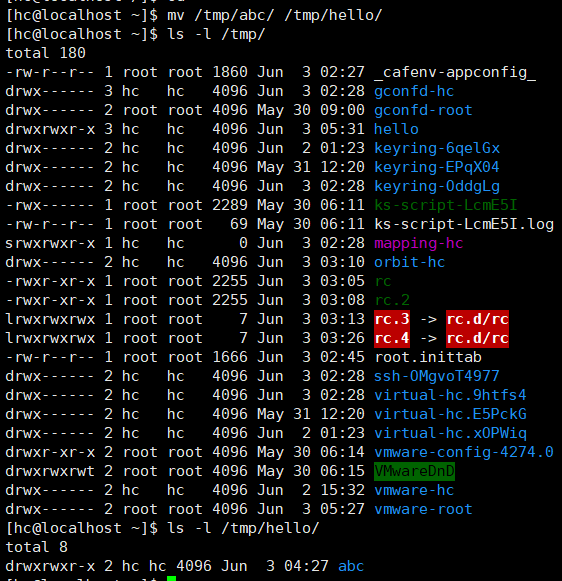 [hc@localhost ~]$ mv /tmp/abc/ /tmp/hello/
[hc@localhost ~]$ ls -l /tmp/
total 180
-rw-r--r-- 1 root root 1860 Jun  3 02:27 _cafenv-appconfig_
drwx------ 3 hc   hc   4096 Jun  3 02:28 gconfd-hc
drwx------ 2 root root 4096 May 30 09:00 gconfd-root
drwxrwxr-x 3 hc   hc   4096 Jun  3 05:31 hello
drwx------ 2 hc   hc   4096 Jun  2 01:23 keyring-6qelGx
drwx------ 2 hc   hc   4096 May 31 12:20 keyring-EPqX04
drwx------ 2 hc   hc   4096 Jun  3 02:28 keyring-OddgLg
-rwx------ 1 root root 2289 May 30 06:11 ks-script-LcmE5I
-rw-r--r-- 1 root root   69 May 30 06:11 ks-script-LcmE5I.log
srwxrwxr-x 1 hc   hc      0 Jun  3 02:28 mapping-hc
drwx------ 2 hc   hc   4096 Jun  3 03:10 orbit-hc
-rwxr-xr-x 1 root root 2255 Jun  3 03:05 rc
-rwxr-xr-x 1 root root 2255 Jun  3 03:08 rc.2
lrwxrwxrwx 1 root root    7 Jun  3 03:13 rc.3 -> rc.d/rc
lrwxrwxrwx 1 root root    7 Jun  3 03:26 rc.4 -> rc.d/rc
-rw-r--r-- 1 root root 1666 Jun  3 02:45 root.inittab
drwx------ 2 hc   hc   4096 Jun  3 02:28 ssh-OMgvoT4977
drwx------ 2 hc   hc   4096 Jun  3 02:28 virtual-hc.9htfs4
drwx------ 2 hc   hc   4096 May 31 12:20 virtual-hc.E5PckG
drwx------ 2 hc   hc   4096 Jun  2 01:23 virtual-hc.xOPWiq
drwxr-xr-x 2 root root 4096 May 30 06:14 vmware-config-4274.0
drwxrwxrwt 2 root root 4096 May 30 06:15 VMwareDnD
drwx------ 2 hc   hc   4096 Jun  2 15:32 vmware-hc
drwx------ 2 root root 4096 Jun  3 05:27 vmware-root
[hc@localhost ~]$ ls -l /tmp/hello/
total 8
drwxrwxr-x 2 hc hc 4096 Jun  3 04:27 abc